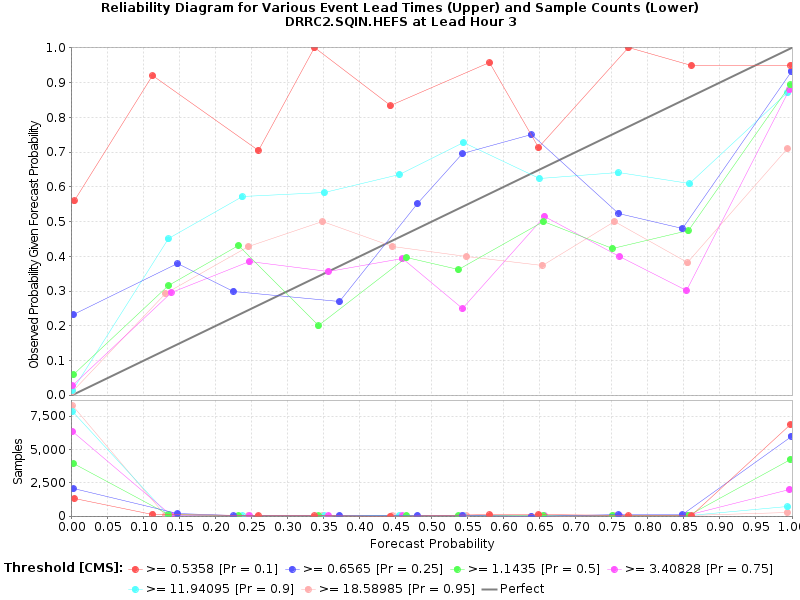 Reliability Diagram for Various Event Lead Times (Upper) and Sample Counts (Lower)
DRRC2.SQIN.HEFS at Lead Hour 3
Observed Probability Given Forecast Probability
1.0
0.9
0.8
0.7
0.6
0.5
0.4
0.3
0.2
0.1
0.0
Samples
7,500
5,000
2,500
0
0.00 0.05 0.10 0.15 0.20 0.25 0.30 0.35 0.40 0.45 0.50 0.55 0.60 0.65 0.70 0.75 0.80 0.85 0.90 0.95 1.0
Forecast Probability
Threshold [CMS]: >= 0.5358 [Pr = 0.1] >= 0.6565 [Pr = 0.25] >= 1.1435 [Pr = 0.5] >= 3.40828 [Pr = 0.75]
>= 11.94095 [Pr = 0.9] >= 18.58985 [Pr = 0.95] Perfect